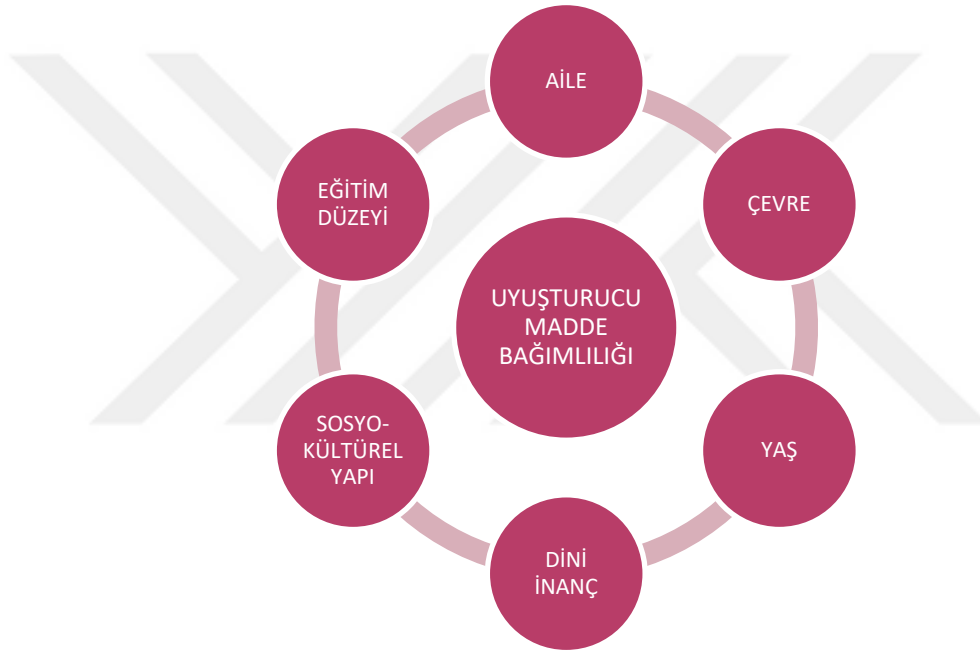 AİLE
ÇEVRE
YAŞ
DİNİ
İNANÇ
SOSYO-
KÜLTÜREL
YAPI
EĞİTİM
DÜZEYİ
UYUŞTURUCU
MADDE
BAĞIMLILIĞI